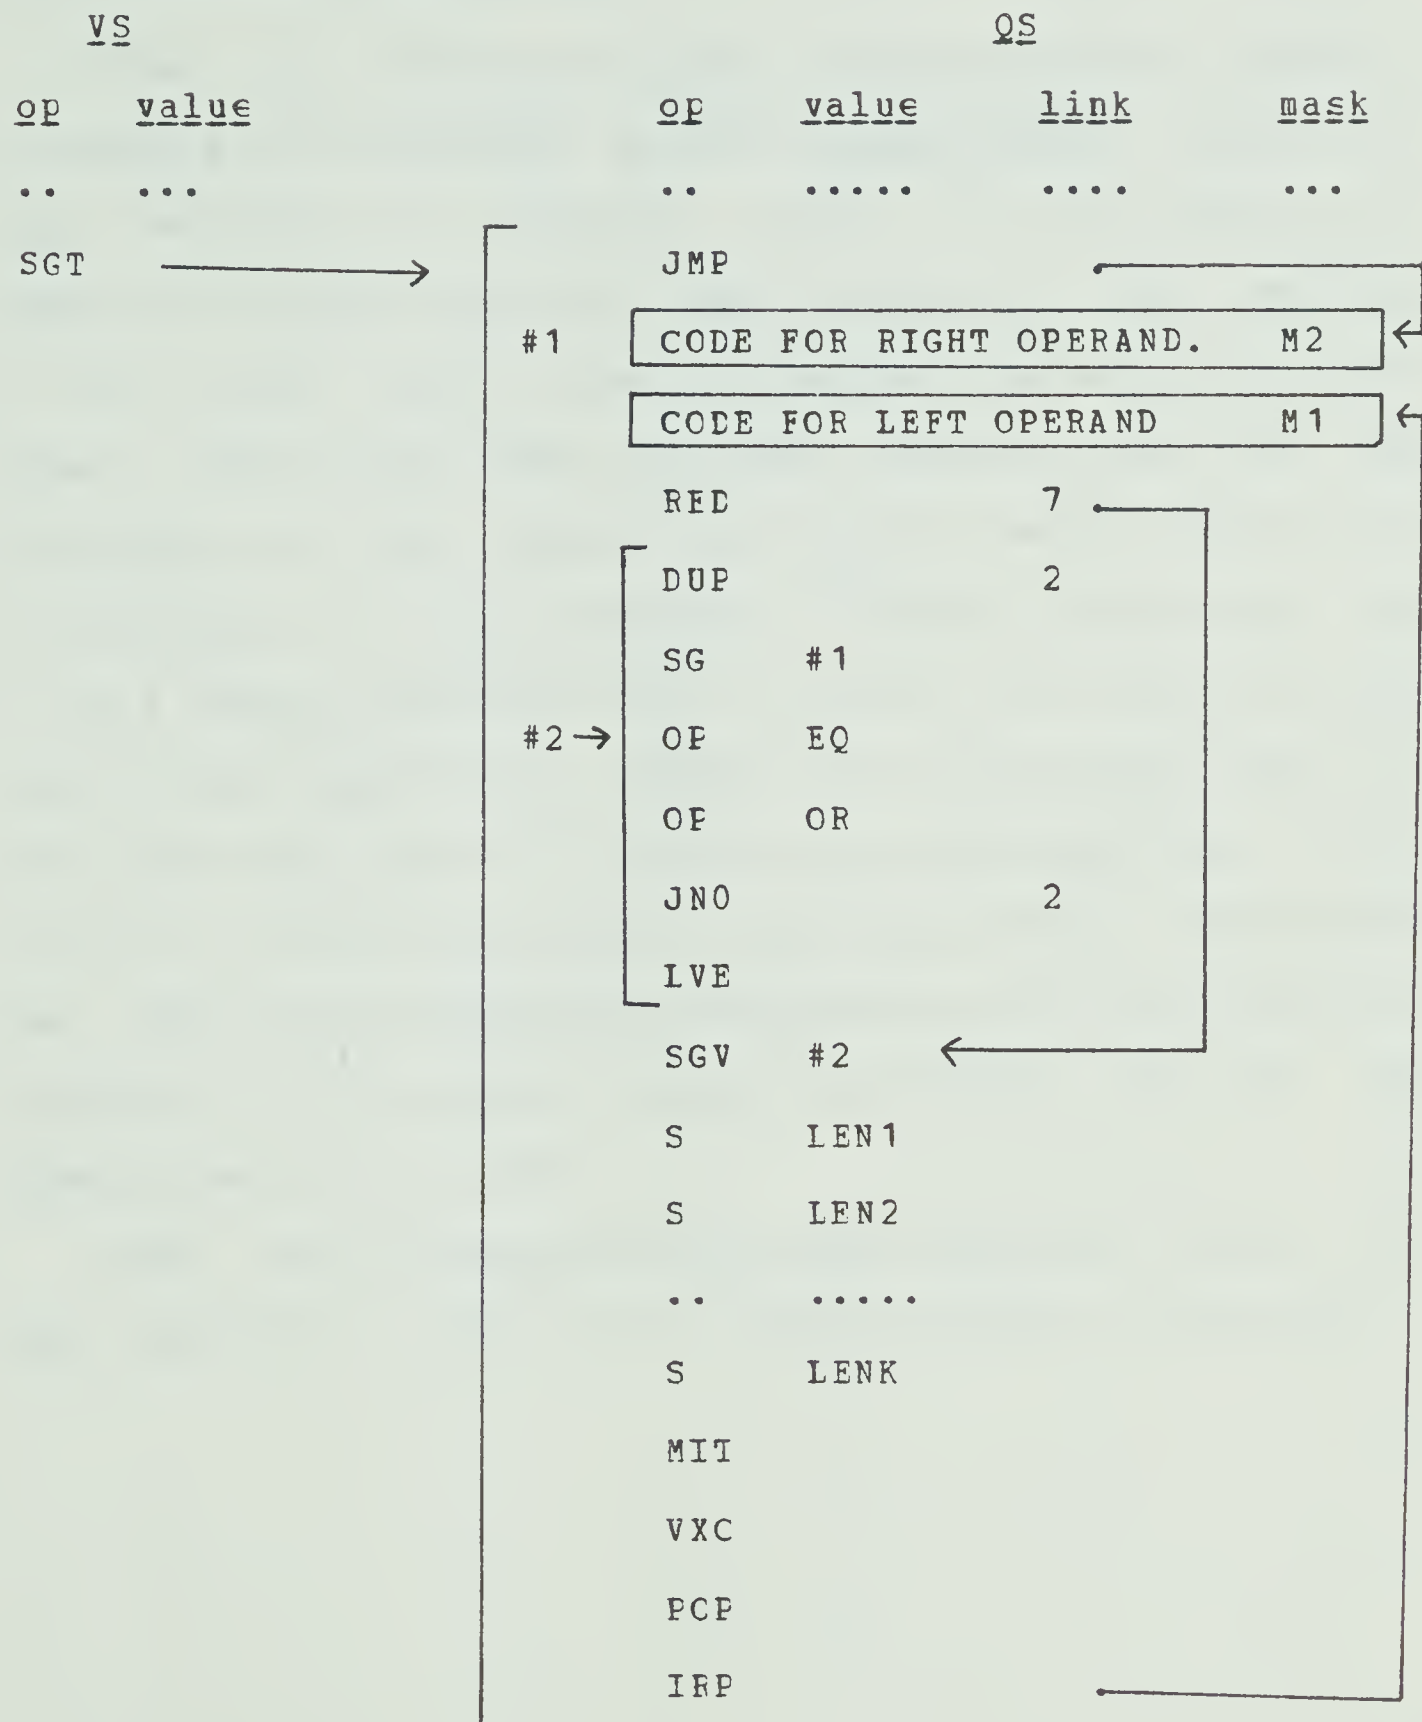 VS QS
op value op value link mask
.. ... .. ..... .... ...
SGT JMP
#1 CODE FOR RIGHT OPERAND. M2
CODE FOR LEFT OPERAND M1
RED 7
DUP 2
SG #1
#2 OP EQ
OP OR
JNO 2
LVE
SGV #2
S LEN1
S LEN2
.. .....
S LENK
MIT
VXC
POP
IRP